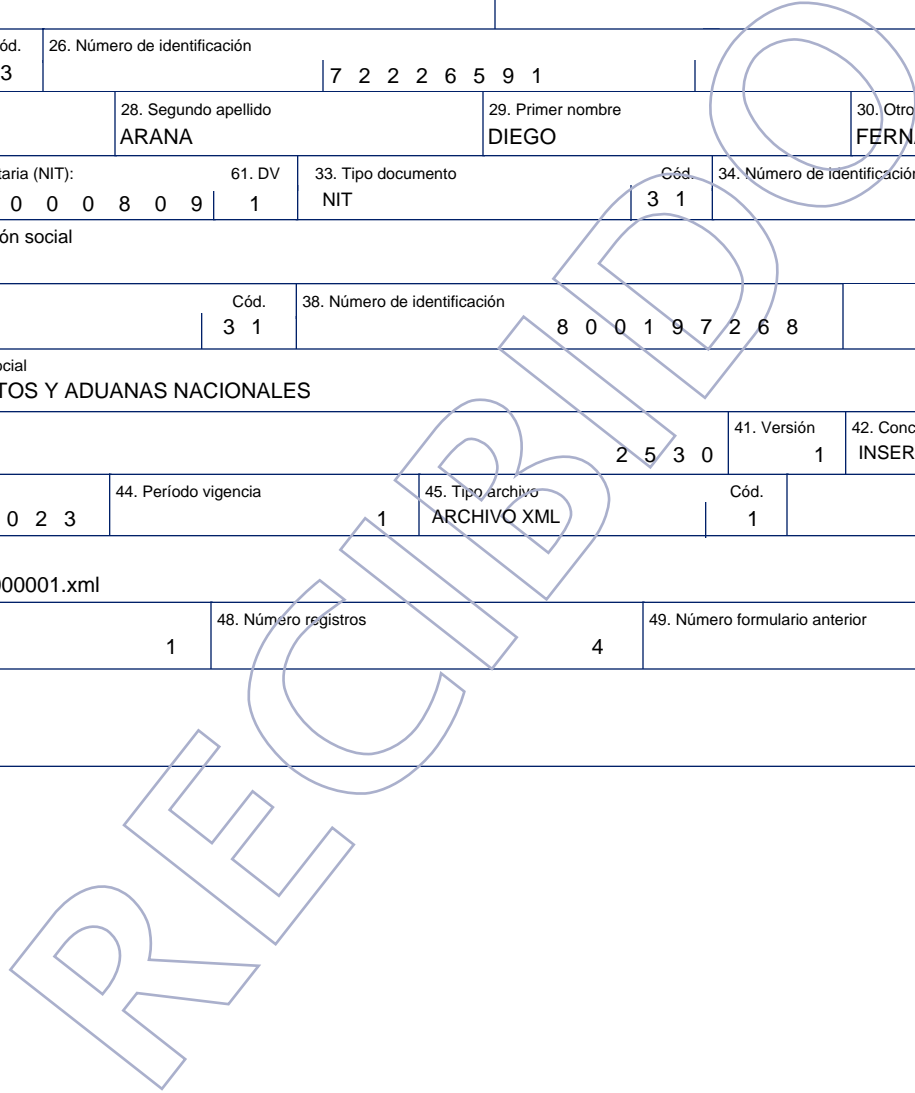 ód. 26. Número de identificación
3 7 2 2 2 6 5 9 1
28. Segundo apellido 29. Primer nombre 30. Otro
ARANA DIEGO FERNA
taria (NIT): 61. DV 33. Tipo documento Cód. 34. Número de identificación
0 0 0 8 0 9 1 NIT 3 1
ón social
Cód. 38. Número de identificación
3 1 8 0 0 1 9 7 2 6 8
ocial
TOS Y ADUANAS NACIONALES
41. Versión 42. Conc
2 5 3 0 1 INSER
44. Período vigencia 45. Tipo archivo Cód.
0 2 3 1 ARCHIVO XML 1
000001.xml
48. Número registros 49. Número formulario anterior
1 4
RECIBIDO